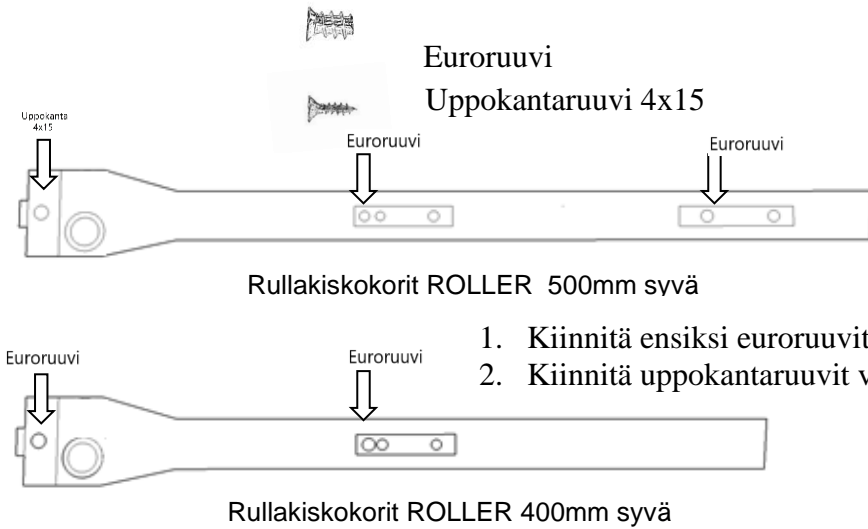 Euroruuvi
Uppokantaruuvi 4x15
Uppokanta
4x15
Euroruuvi
Euroruuvi
Rullakiskokorit ROLLER 500mm syvä
1. Kiinnitä ensiksi euroruuvit
2. Kiinnitä uppokantaruuvit v
Euroruuvi
Euroruuvi
Rullakiskokorit ROLLER 400mm syvä